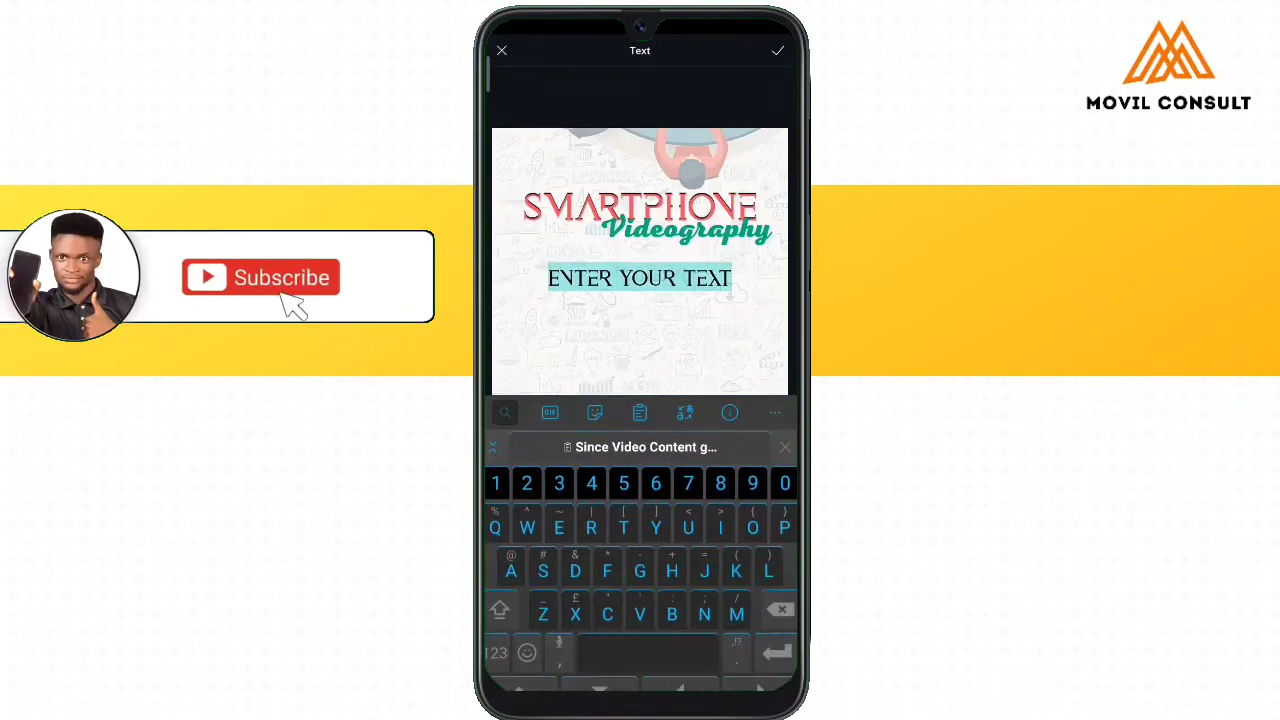 Text
MOVIL CONSULT
SMARTPHONE
Videography
ENTER YOUR TEXT
Subscribe
GIF
Since Video Content g...
1 2 3 4 5 6 7 8 9 0
% ^ ~ | [ ] < > { }
Q W E R T Y U I O P
@ # & * - + = ( )
A S D F G H J K L
_ £ " ' : ; /
Z X C V B N M
123 , ,!? .